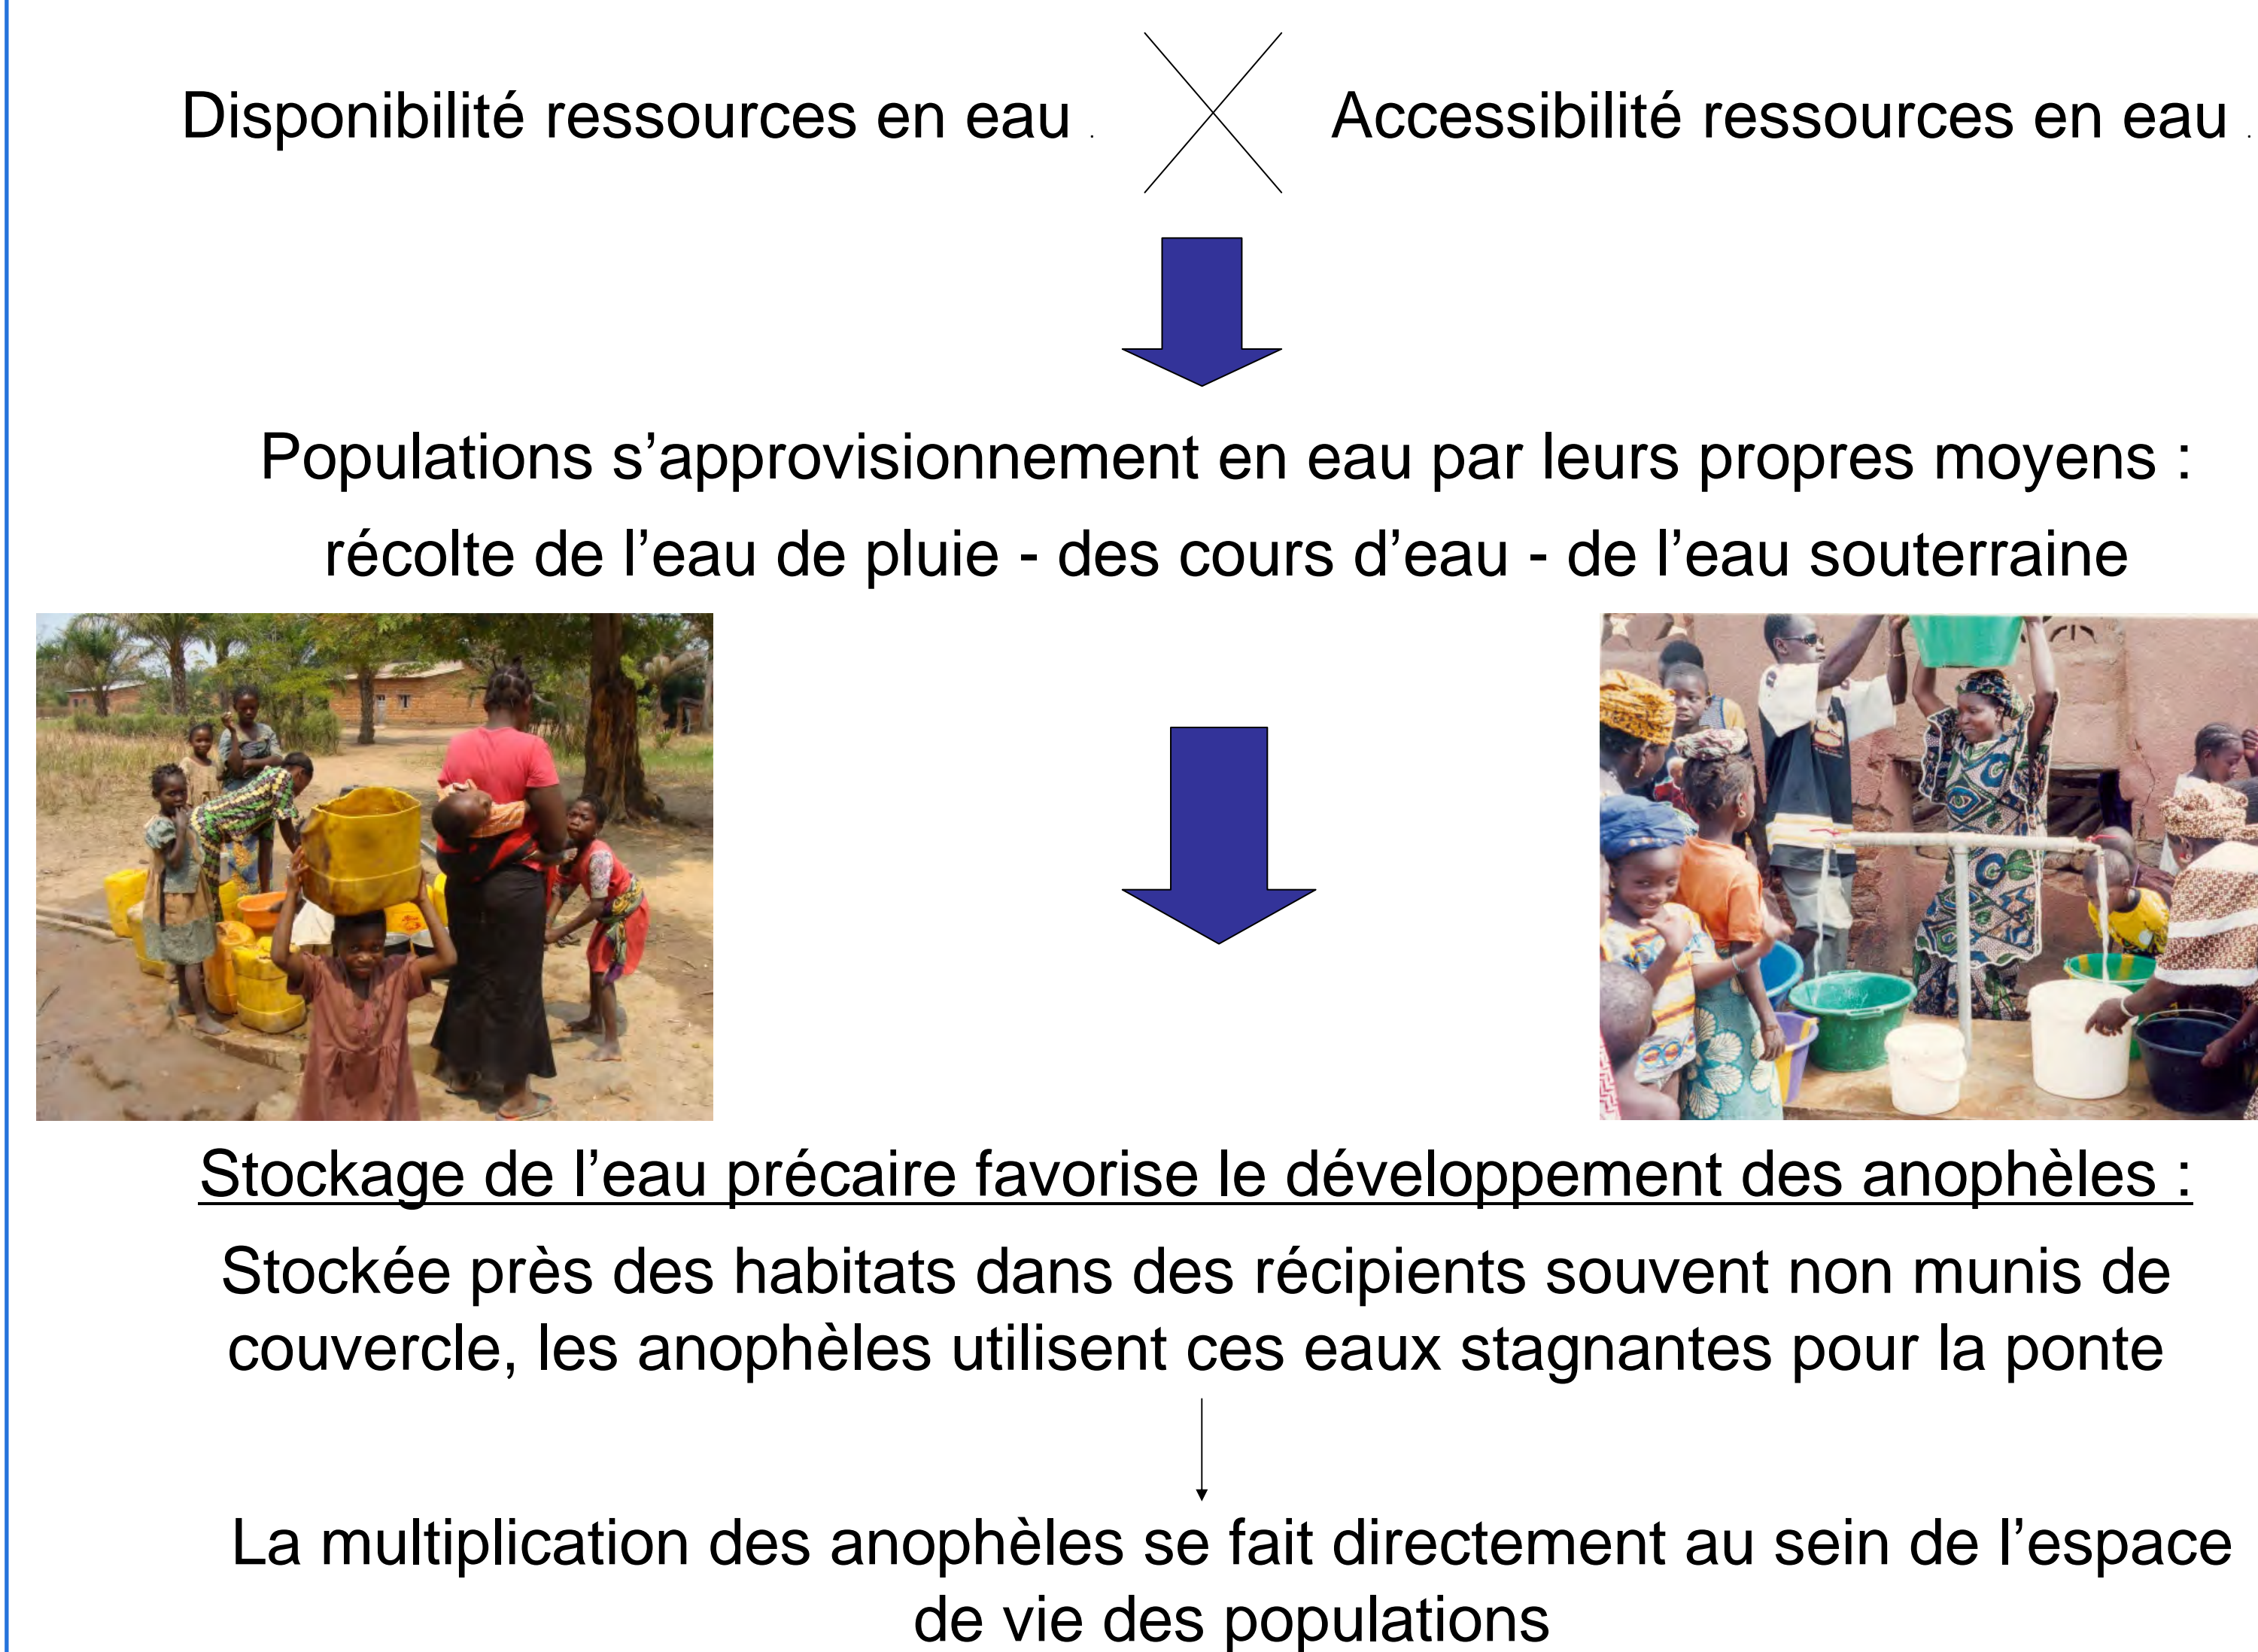 Disponibilité ressources en eau . Accessibilité ressources en eau .
Populations s’approvisionnement en eau par leurs propres moyens :
récolte de l’eau de pluie - des cours d’eau - de l’eau souterraine
Stockage de l’eau précaire favorise le développement des anophèles :
Stockée près des habitats dans des récipients souvent non munis de
couvercle, les anophèles utilisent ces eaux stagnantes pour la ponte
La multiplication des anophèles se fait directement au sein de l’espace
de vie des populations